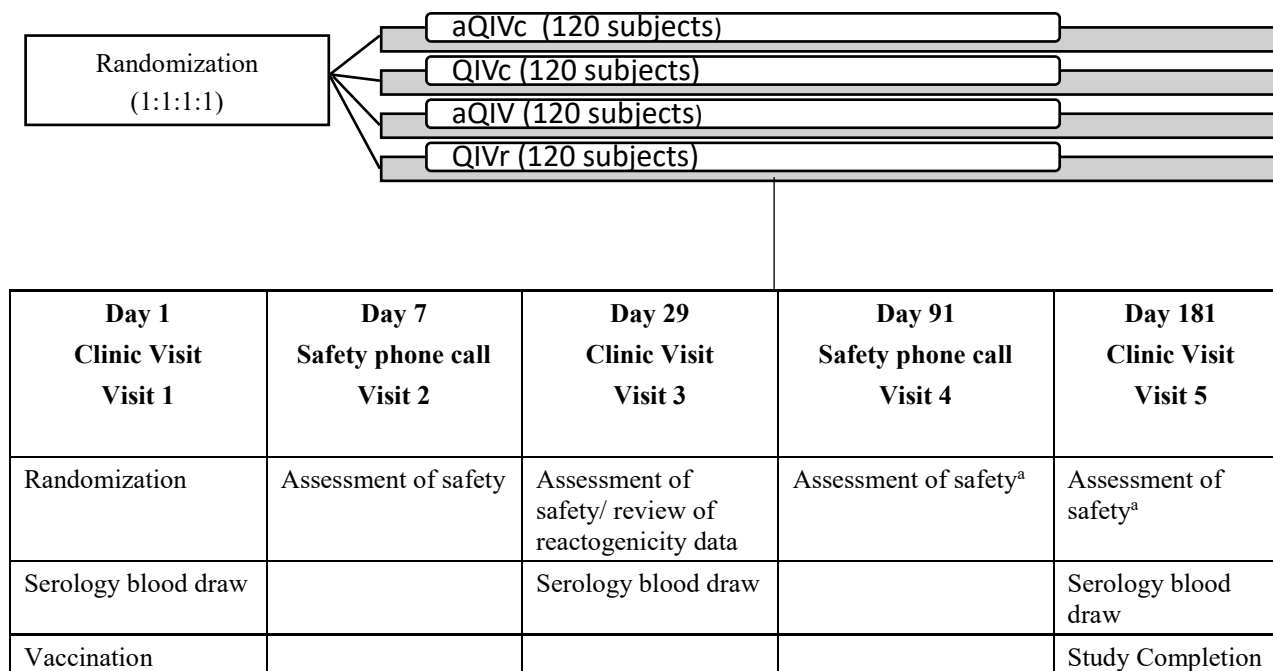 Randomization
(1:1:1:1)
aQIVc (120 subjects)
QIVc (120 subjects)
aQIV (120 subjects)
QIVr (120 subjects)
Day 1
Clinic Visit
Visit 1
Day 7
Safety phone call
Visit 2
Day 29
Clinic Visit
Visit 3
Day 91
Safety phone call
Visit 4
Day 181
Clinic Visit
Visit 5
Randomization
Assessment of safety
Assessment of
safety/ review of
reactogenicity data
Assessment of safetyᵃ
Assessment of
safetyᵃ
Serology blood draw
Serology blood draw
Serology blood
draw
Vaccination
Study Completion